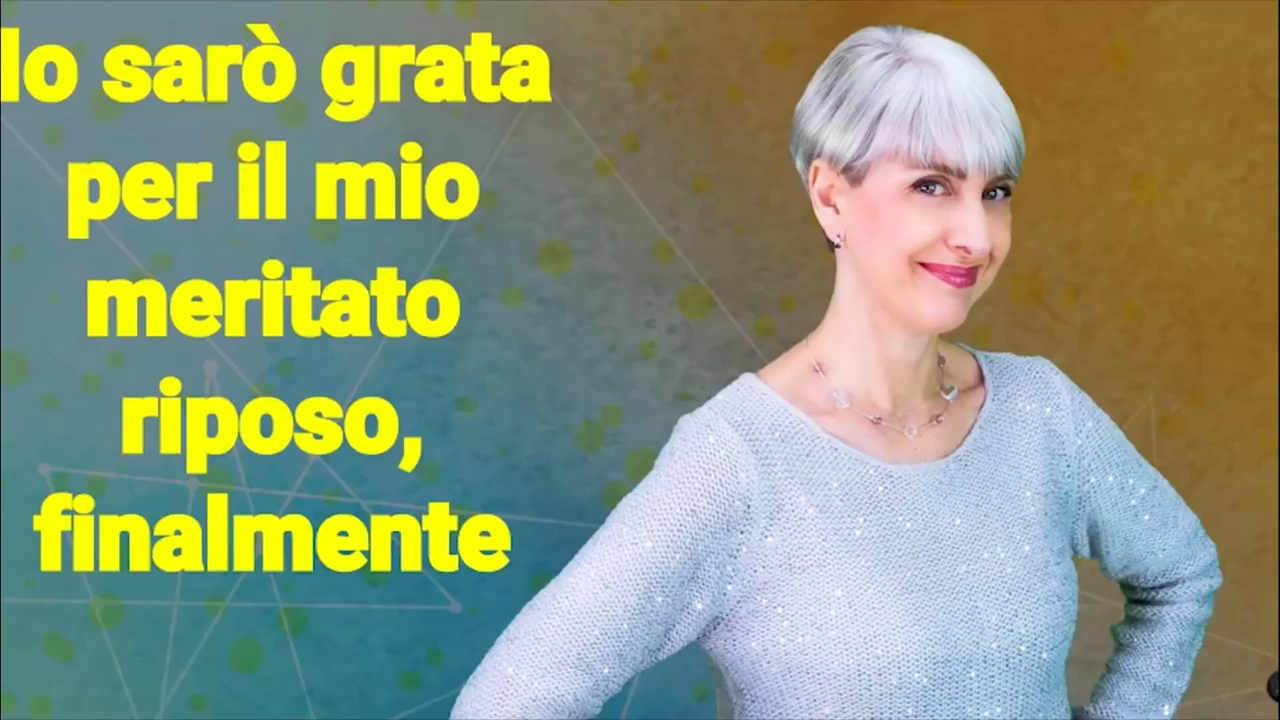 Io sarò grata
per il mio
meritato
riposo,
finalmente